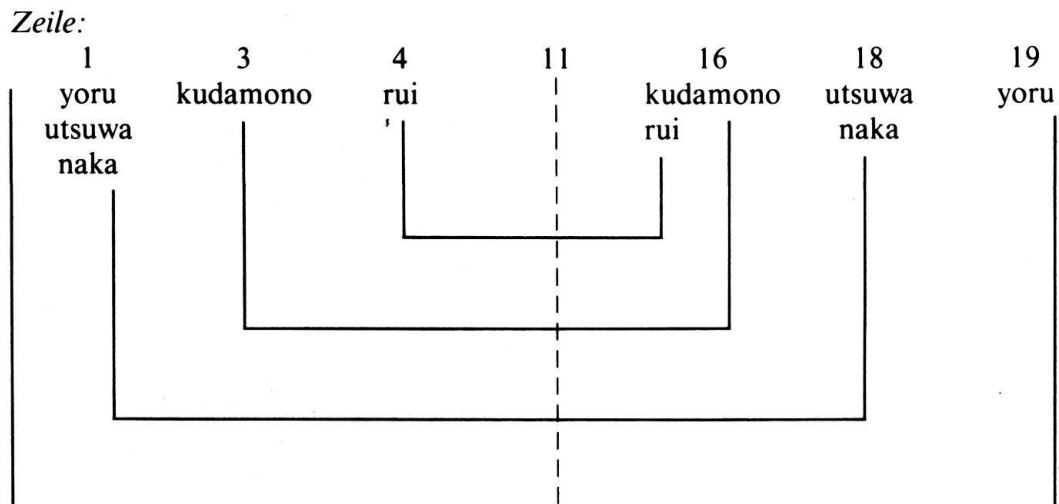 Zeile:
1 3 4 11 16 18 19
yoru kudamono rui kudamono utsuwa yoru
utsuwa rui naka
naka